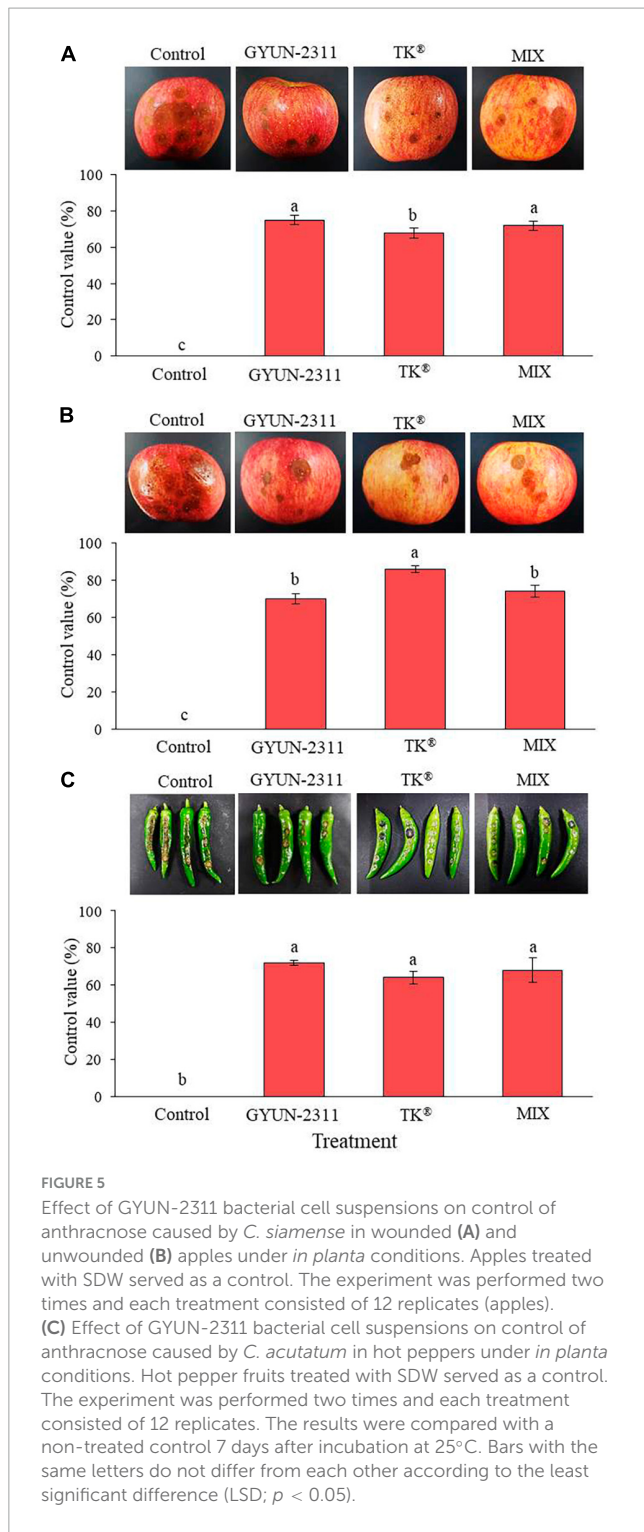 A
Control GYUN-2311 TK® MIX
100
80
60
40
20
0
Control value (%)
c a b a
Control GYUN-2311 TK® MIX
B
Control GYUN-2311 TK® MIX
100
80
60
40
20
0
Control value (%)
c b a b
Control GYUN-2311 TK® MIX
C
Control GYUN-2311 TK® MIX
100
80
60
40
20
0
Control value (%)
b a a a
Control GYUN-2311 TK® MIX
Treatment
FIGURE 5
Effect of GYUN-2311 bacterial cell suspensions on control of
anthracnose caused by C. siamense in wounded (A) and
unwounded (B) apples under in planta conditions. Apples treated
with SDW served as a control. The experiment was performed two
times and each treatment consisted of 12 replicates (apples).
(C) Effect of GYUN-2311 bacterial cell suspensions on control of
anthracnose caused by C. acutatum in hot peppers under in planta
conditions. Hot pepper fruits treated with SDW served as a control.
The experiment was performed two times and each treatment
consisted of 12 replicates. The results were compared with a
non-treated control 7 days after incubation at 25°C. Bars with the
same letters do not differ from each other according to the least
significant difference (LSD; p < 0.05).